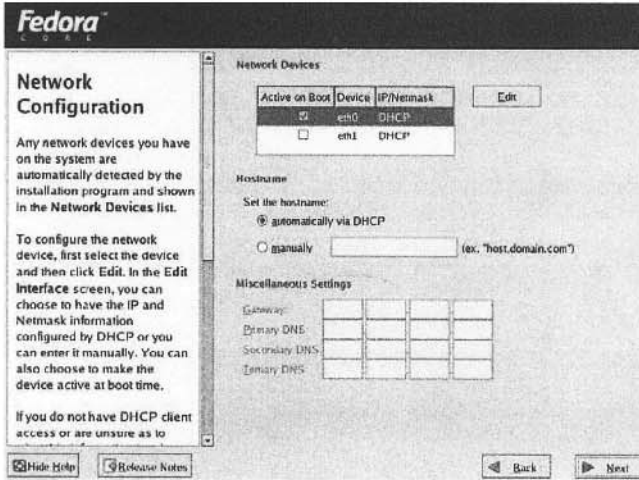 Fedora
CORE
Network
Configuration
Any network devices you have
on the system are
automatically detected by the
installation program and shown
in the Network Devices list.
To configure the network
device, first select the device
and then click Edit. In the Edit
Interface screen, you can
choose to have the IP and
Netmask information
configured by DHCP or you
can enter it manually. You can
also choose to make the
device active at boot time.
If you do not have DHCP client
access or are unsure as to
Network Devices
Active on Boot Device IP/Netmask
eth0 DHCP
eth1 DHCP
Edit
Hostname
Set the hostname:
automatically via DHCP
manually (ex. "host.domain.com")
Miscellaneous Settings
Gateway:
Primary DNS
Secondary DNS
Tertiary DNS
Hide Help
Release Notes
Back
Next